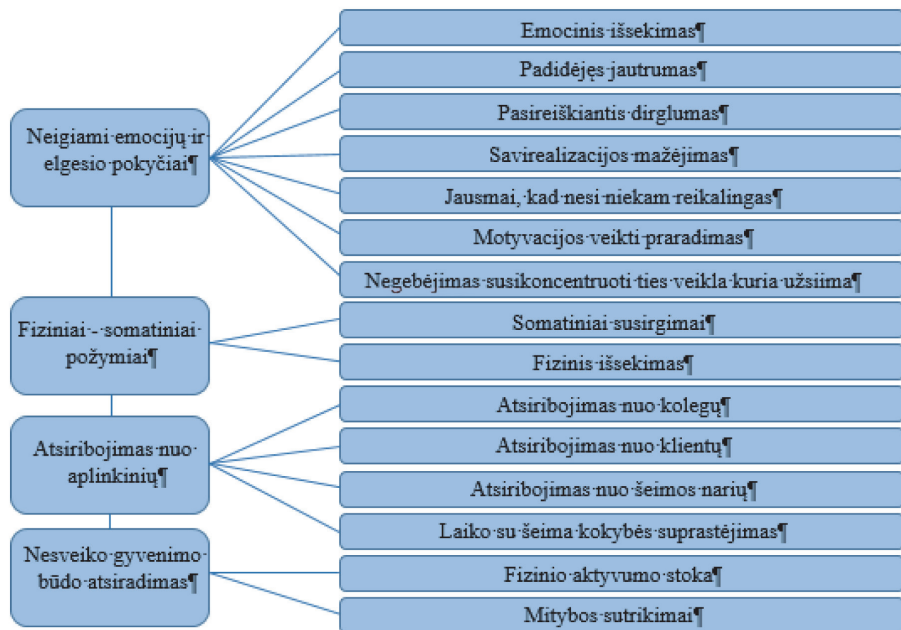 Neigiami·emocijų·ir·
elgesio·pokyčiai¶
Emocinis·išsekimas¶
Padidėjęs·jautrumas¶
Pasireiškiantis·dirglumas¶
Savirealizacijos·mažėjimas¶
Jausmai,·kad·nesi·niekam·reikalingas¶
Motyvacijos·veikti·praradimas¶
Negebėjimas·susikoncentruoti·ties·veikla·kuria·užsiima¶
Fiziniai·-·somatiniai·
požymiai¶
Somatiniai·susirgimai¶
Fizinis·išsekimas¶
Atsiribojimas·nuo·
aplinkinių¶
Atsiribojimas·nuo·kolegų¶
Atsiribojimas·nuo·klientų¶
Atsiribojimas·nuo·šeimos·narių¶
Laiko·su·šeima·kokybės·suprastėjimas¶
Nesveiko·gyvenimo·
būdo·atsiradimas¶
Fizinio·aktyvumo·stoka¶
Mitybos·sutrikimai¶